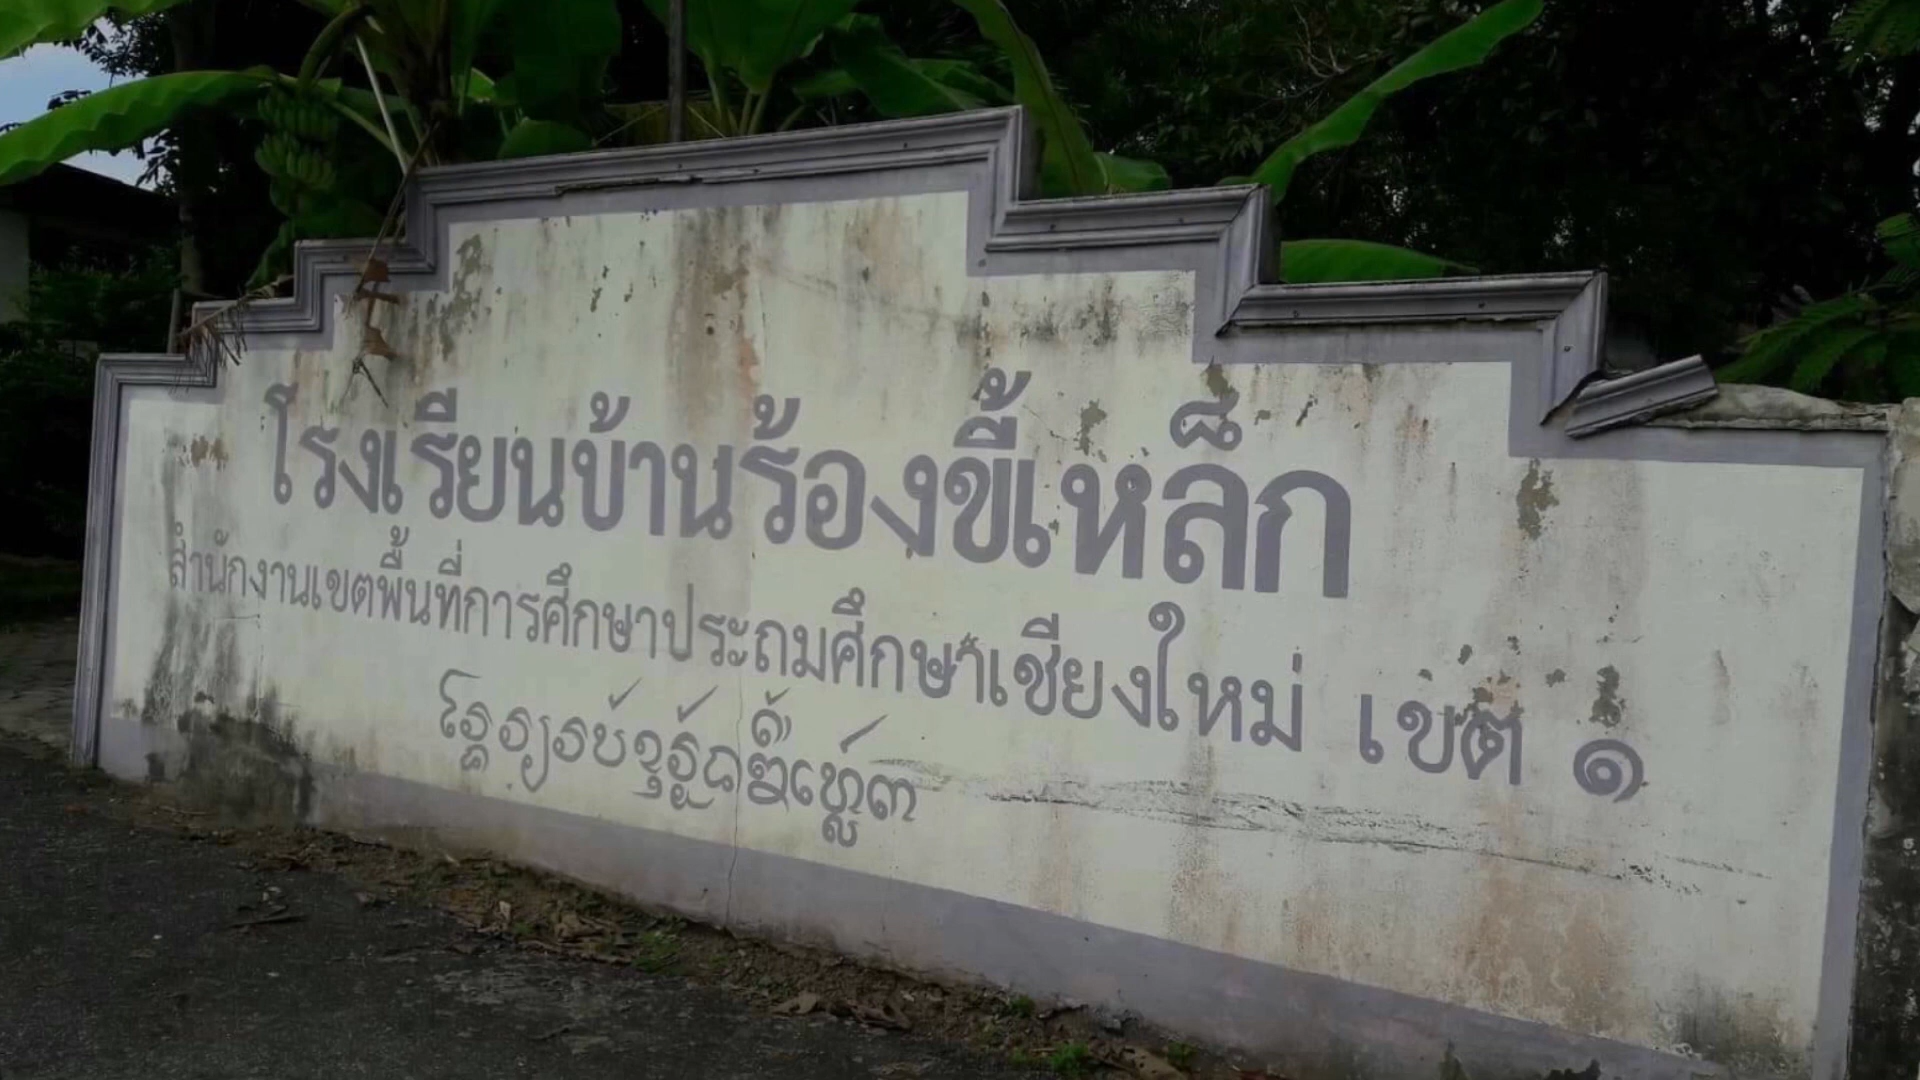 โรงเรียนบ้านร้องขี้เหล็ก
สำนักงานเขตพื้นที่การศึกษาประถมศึกษาเชียงใหม่ เขต ๑